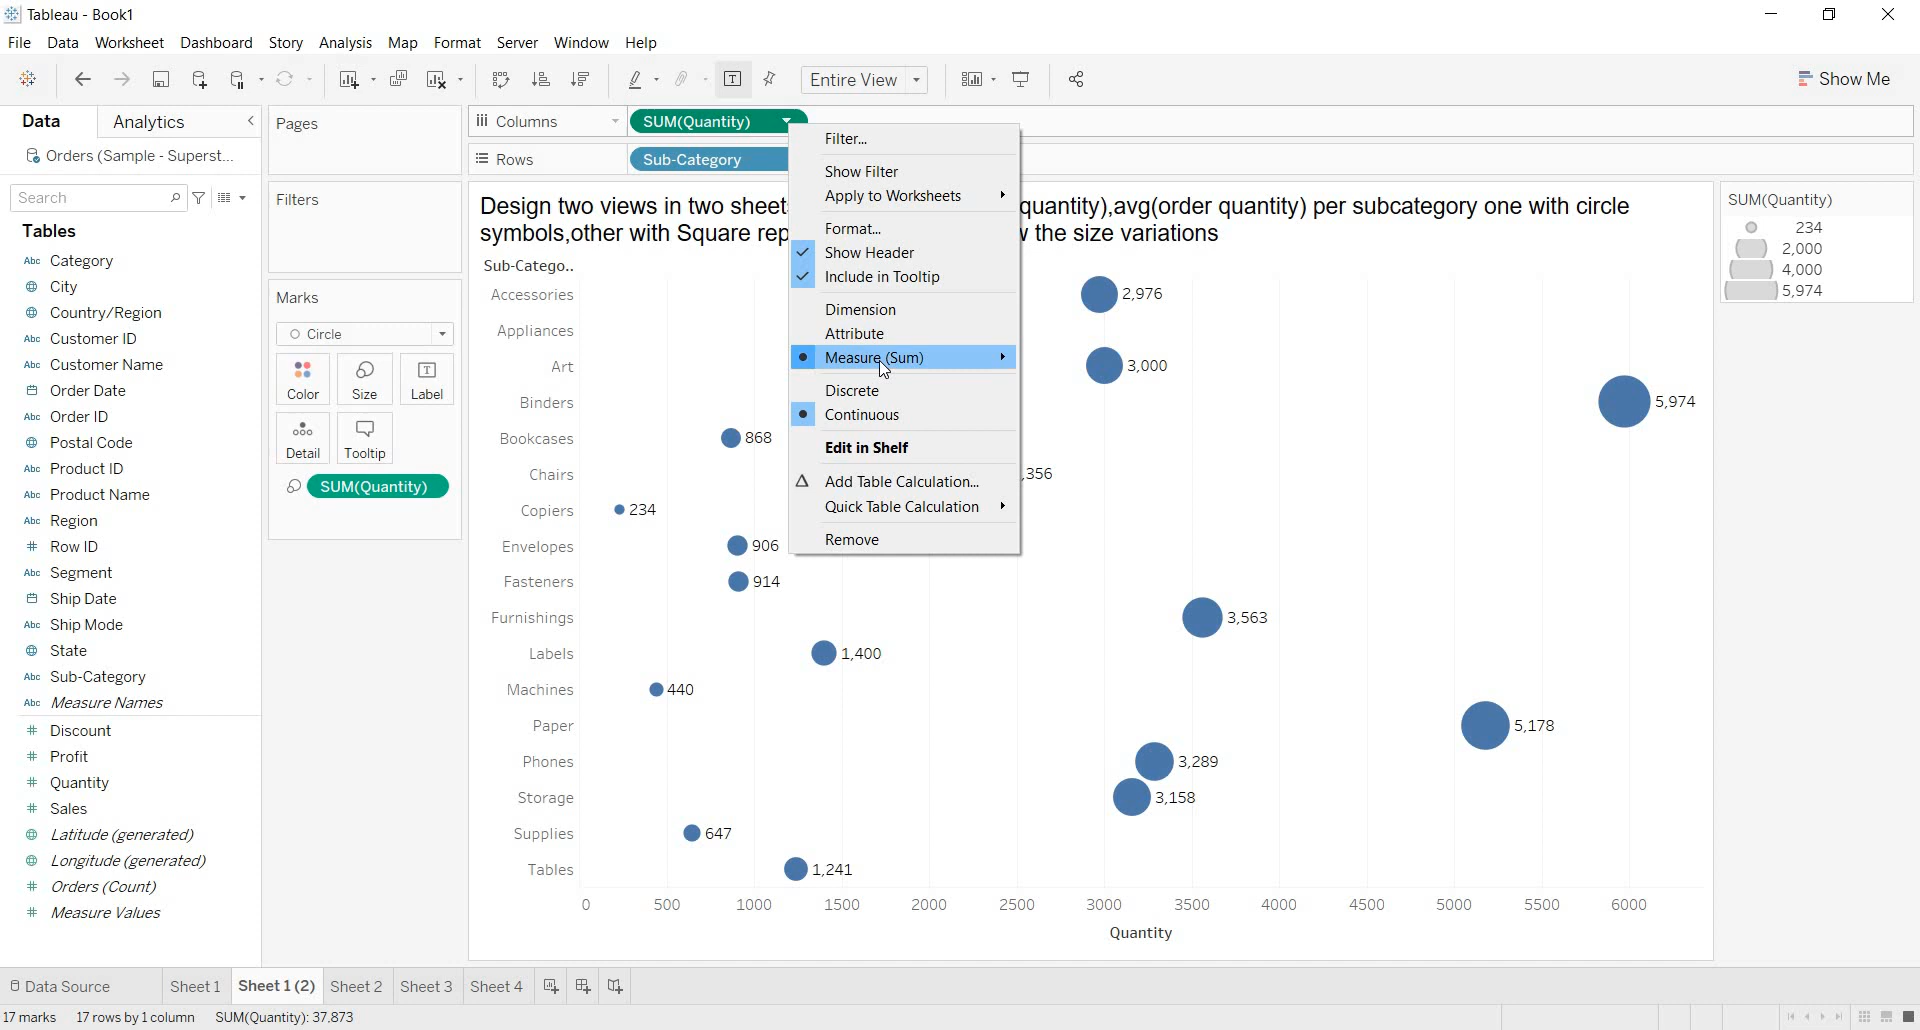 Tableau - Book1
File Data Worksheet Dashboard Story Analysis Map Format Server Window Help
Entire View
Show Me
Data Analytics
Orders (Sample - Superst...
Search
Tables
Abc Category
City
Country/Region
Abc Customer ID
Abc Customer Name
Order Date
Abc Order ID
Postal Code
Abc Product ID
Abc Product Name
Abc Region
# Row ID
Abc Segment
Ship Date
Abc Ship Mode
State
Abc Sub-Category
Abc Measure Names
# Discount
# Profit
# Quantity
# Sales
Latitude (generated)
Longitude (generated)
# Orders (Count)
# Measure Values
Pages
Filters
Marks
Circle
Color Size Label
Detail Tooltip
SUM(Quantity)
Columns SUM(Quantity)
Rows Sub-Category
Design two views in two sheet quantity),avg(order quantity) per subcategory one with circle
symbols,other with Square rep the size variations
Filter...
Show Filter
Apply to Worksheets
Format...
Show Header
Include in Tooltip
Dimension
Attribute
Measure (Sum)
Discrete
Continuous
Edit in Shelf
Add Table Calculation...
Quick Table Calculation
Remove
Sub-Catego..
Accessories 2,976
Appliances
Art 3,000
Binders 5,974
Bookcases 868
Chairs ,356
Copiers 234
Envelopes 906
Fasteners 914
Furnishings 3,563
Labels 1,400
Machines 440
Paper 5,178
Phones 3,289
Storage 3,158
Supplies 647
Tables 1,241
0 500 1000 1500 2000 2500 3000 3500 4000 4500 5000 5500 6000
Quantity
SUM(Quantity)
234
2,000
4,000
5,974
Data Source Sheet 1 Sheet 1 (2) Sheet 2 Sheet 3 Sheet 4
17 marks 17 rows by 1 column SUM(Quantity): 37,873